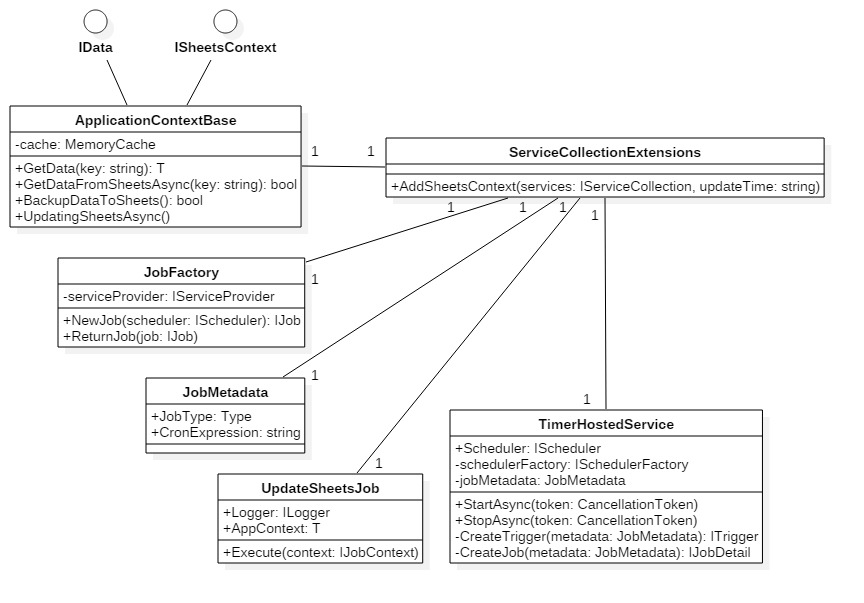 IData
ISheetsContext
ApplicationContextBase
-cache: MemoryCache
+GetData(key: string): T
+GetDataFromSheetsAsync(key: string): bool
+BackupDataToSheets(): bool
+UpdatingSheetsAsync()
1
1
ServiceCollectionExtensions
+AddSheetsContext(services: IServiceCollection, updateTime: string)
1
1
1
1
JobFactory
-serviceProvider: IServiceProvider
+NewJob(scheduler: IScheduler): IJob
+ReturnJob(job: IJob)
1
JobMetadata
+JobType: Type
+CronExpression: string
1
UpdateSheetsJob
+Logger: ILogger
+AppContext: T
+Execute(context: IJobContext)
1
1
TimerHostedService
+Scheduler: IScheduler
-schedulerFactory: ISchedulerFactory
-jobMetadata: JobMetadata
+StartAsync(token: CancellationToken)
+StopAsync(token: CancellationToken)
-CreateTrigger(metadata: JobMetadata): ITrigger
-CreateJob(metadata: JobMetadata): IJobDetail